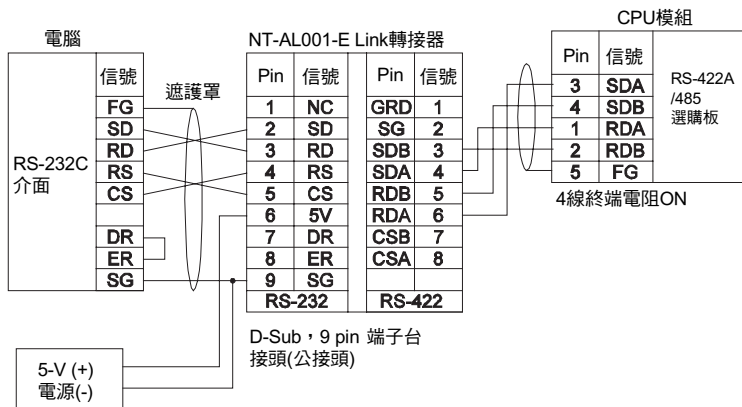 電腦
信號
遮護罩
FG
SD
RD
RS
CS
DR
ER
SG
RS-232C
介面
NT-AL001-E Link轉接器
Pin 信號 Pin 信號
1 NC GRD 1
2 SD SG 2
3 RD SDB 3
4 RS SDA 4
5 CS RDB 5
6 5V RDA 6
7 DR CSB 7
8 ER CSA 8
9 SG
RS-232 RS-422
D-Sub，9 pin 端子台
接頭(公接頭)
CPU模組
Pin 信號
3 SDA
4 SDB
1 RDA
2 RDB
5 FG
RS-422A
/485
選購板
4線終端電阻ON
5-V (+)
電源(-)